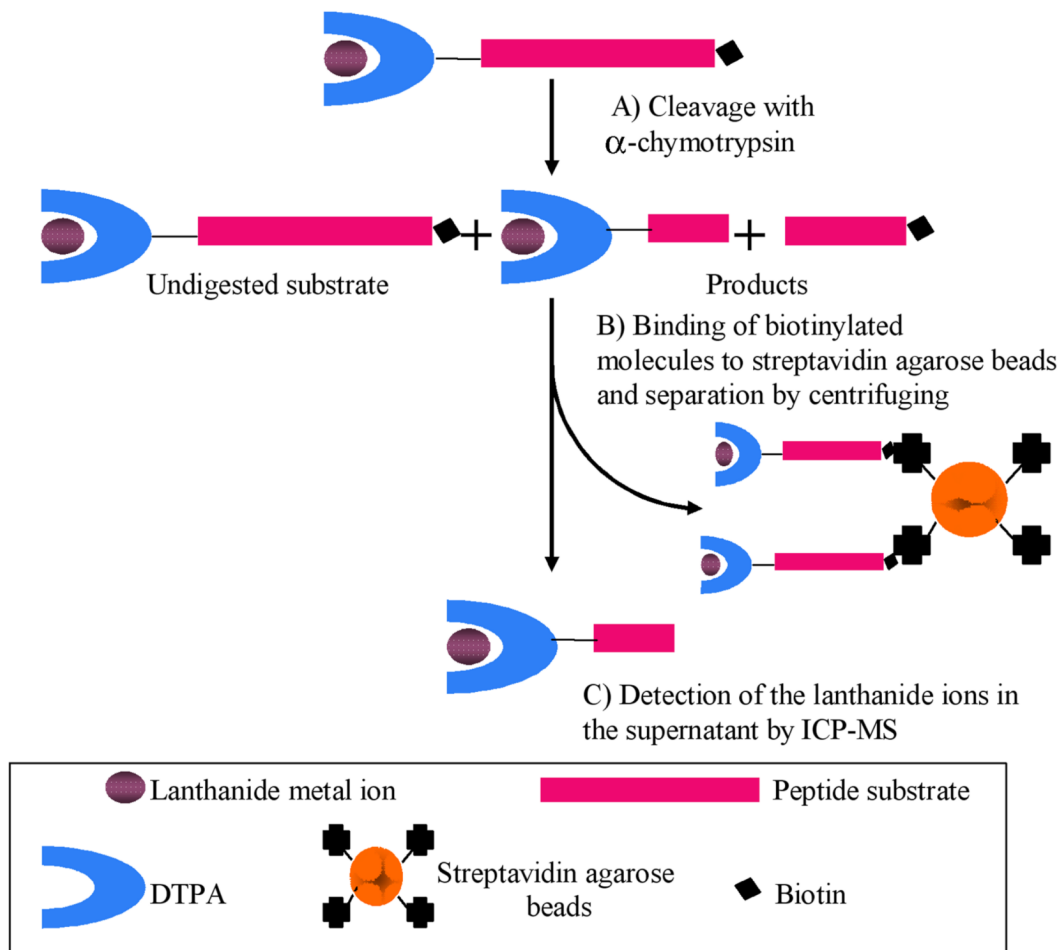 A) Cleavage with
α-chymotrypsin
+
+
Undigested substrate
Products
B) Binding of biotinylated
molecules to streptavidin agarose beads
and separation by centrifuging
C) Detection of the lanthanide ions in
the supernatant by ICP-MS
Lanthanide metal ion
Peptide substrate
DTPA
Streptavidin agarose
beads
Biotin